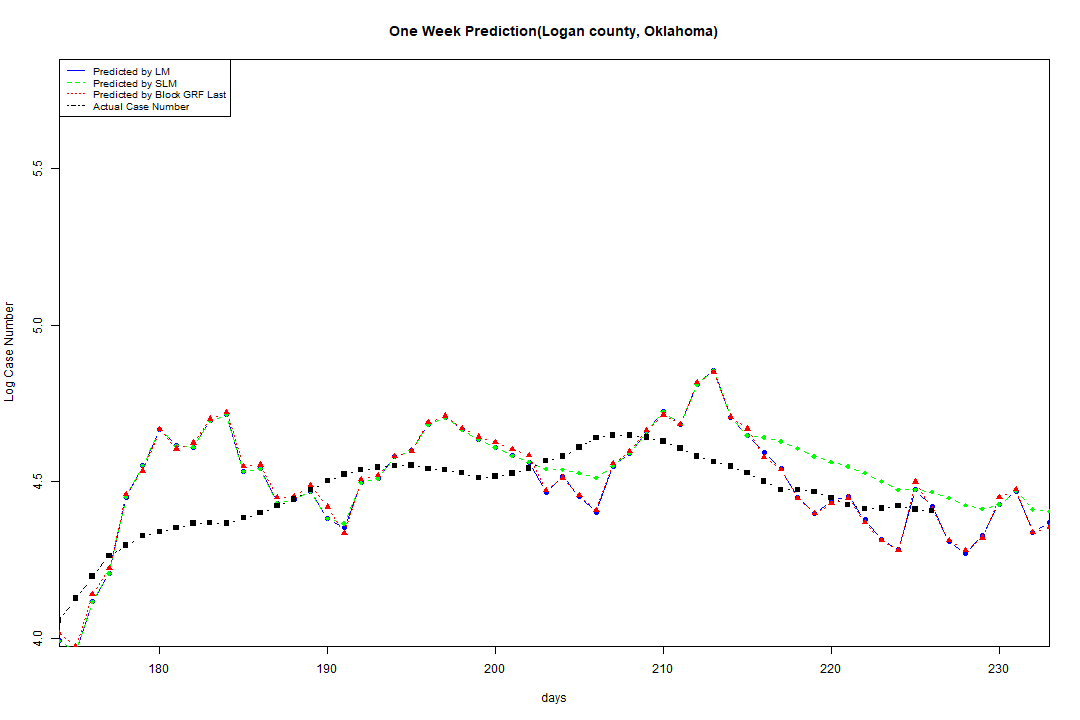 One Week Prediction(Logan county, Oklahoma)
Predicted by LM
Predicted by SLM
Predicted by Block GRF Last
Actual Case Number
Log Case Number
5.5
5.0
4.5
4.0
180 190 200 210 220 230
days